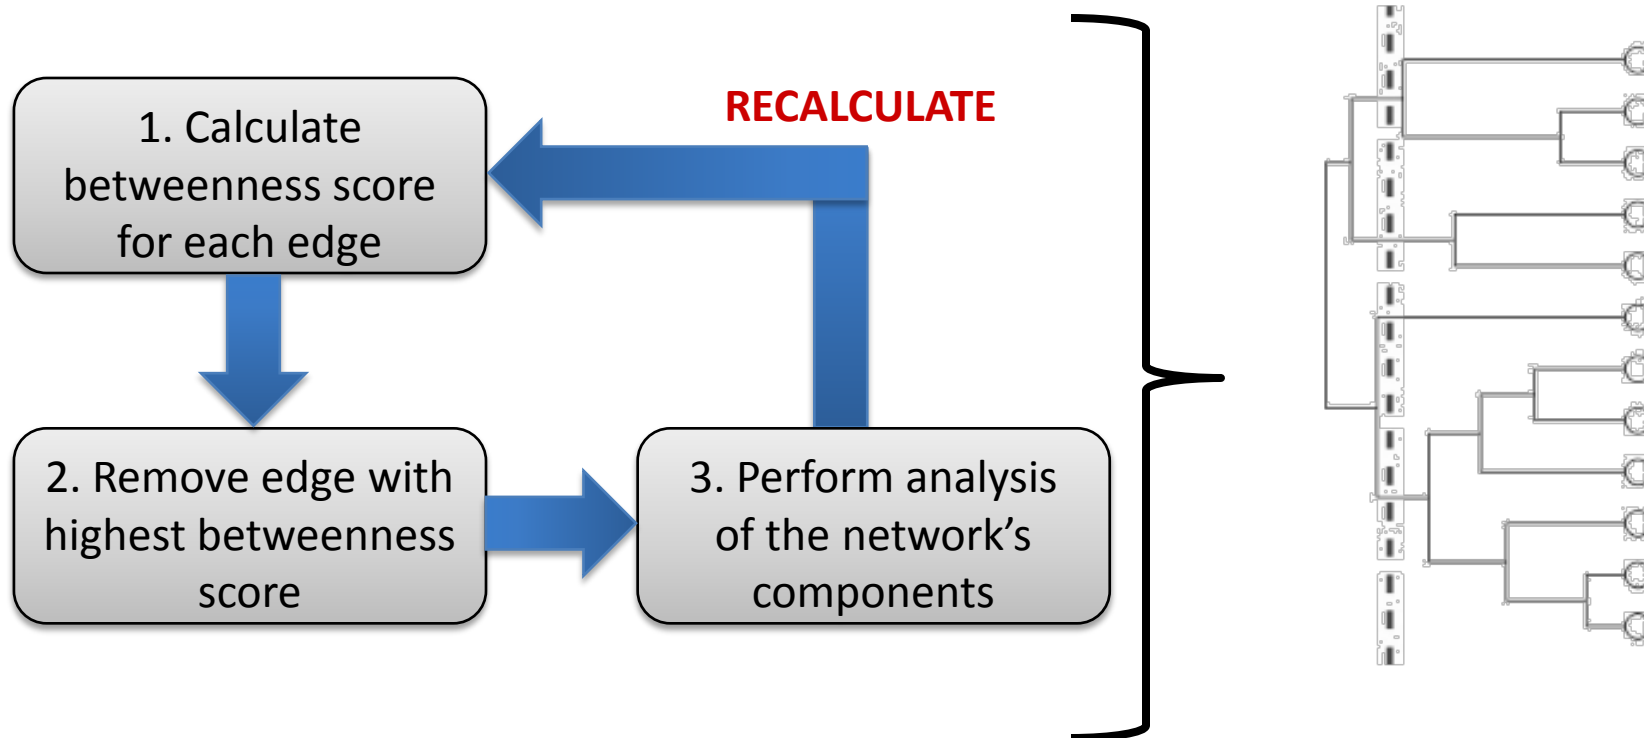 1. Calculate
betweenness score
for each edge
RECALCULATE
2. Remove edge with
highest betweenness
score
3. Perform analysis
of the network’s
components